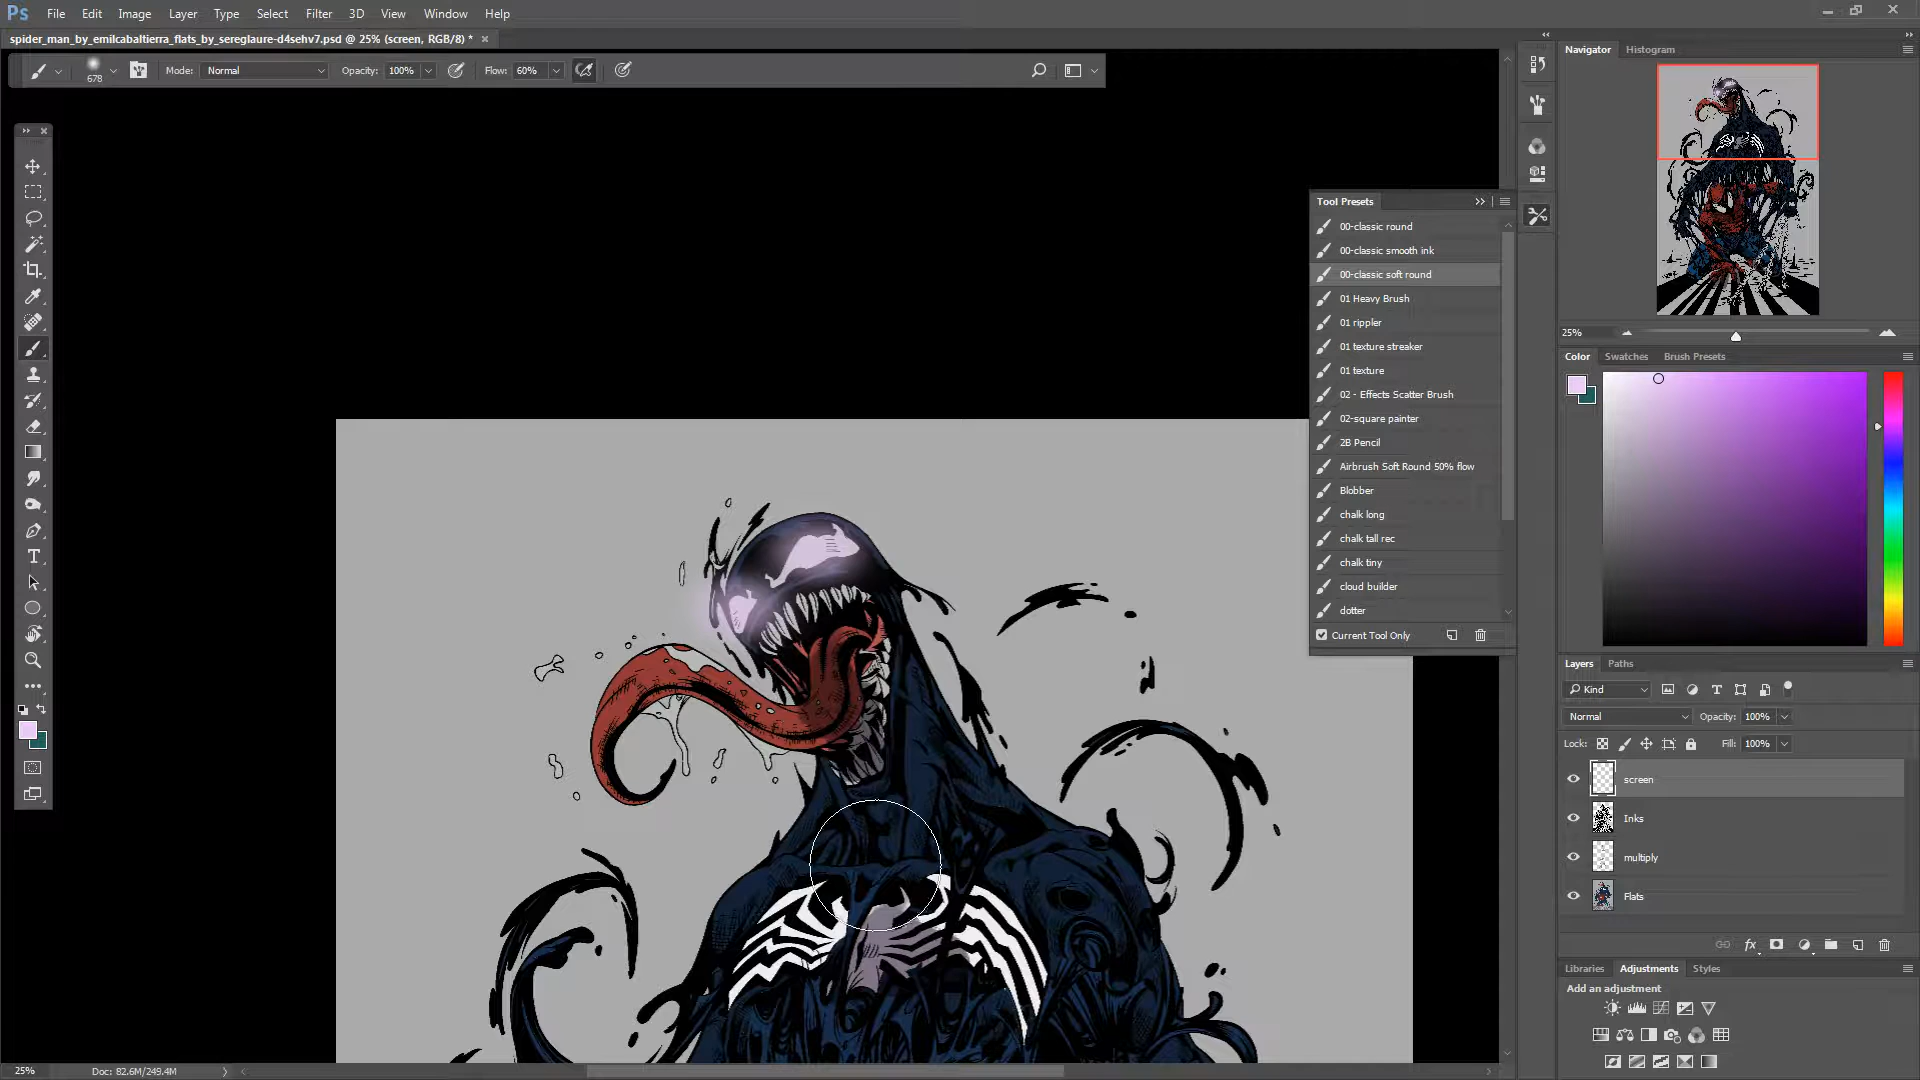 Ps File Edit Image Layer Type Select Filter 3D View Window Help
spider_man_by_emilcabaltierra_flats_by_sereglaure-d4sehv7.psd @ 25% (screen, RGB/8) *
678 Mode: Normal Opacity: 100% Flow: 60%
Navigator Histogram
25%
Tool Presets
00-classic round
00-classic smooth ink
00-classic soft round
01 Heavy Brush
01 rippler
01 texture streaker
01 texture
02 - Effects Scatter Brush
02-square painter
2B Pencil
Airbrush Soft Round 50% flow
Blobber
chalk long
chalk tall rec
chalk tiny
cloud builder
dotter
Current Tool Only
Color Swatches Brush Presets
Layers Paths
Kind
Normal Opacity: 100%
Lock: Fill: 100%
screen
Inks
multiply
Flats
fx
Libraries Adjustments Styles
Add an adjustment
25% Doc: 82.6M/249.4M